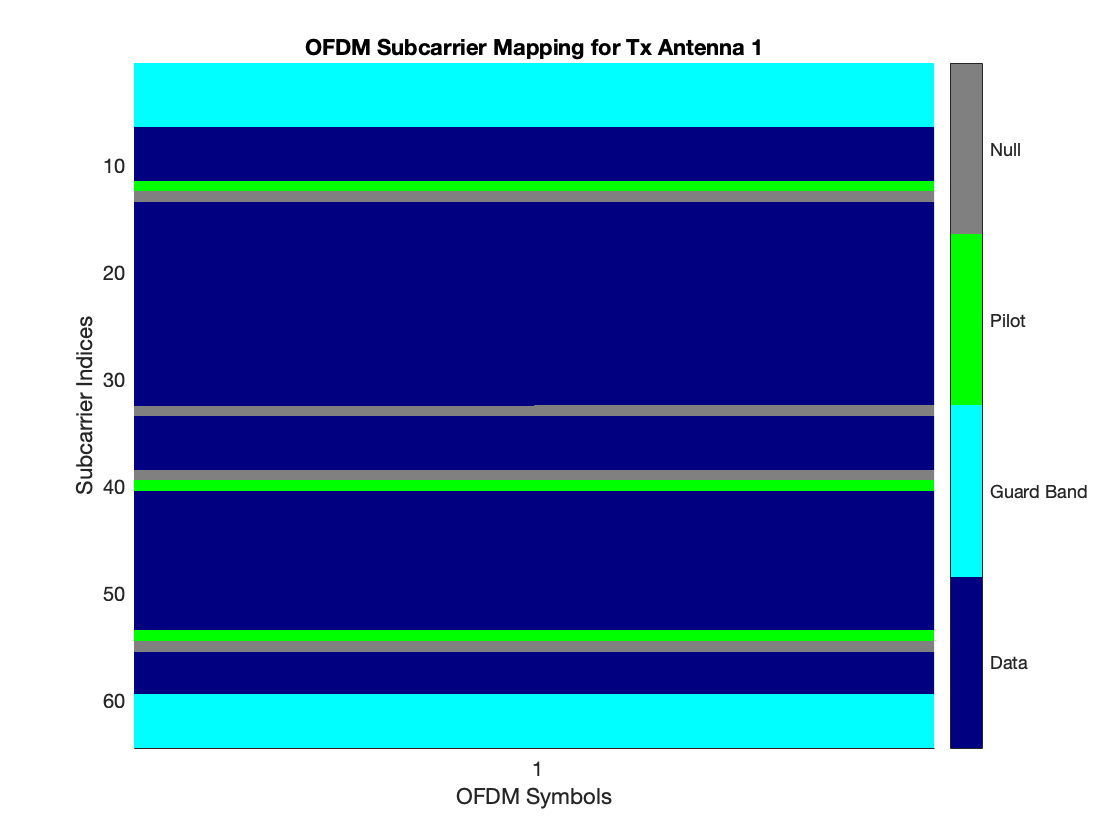 OFDM Subcarrier Mapping for Tx Antenna 1
Subcarrier Indices
10
20
30
40
50
60
1
OFDM Symbols
Null
Pilot
Guard Band
Data